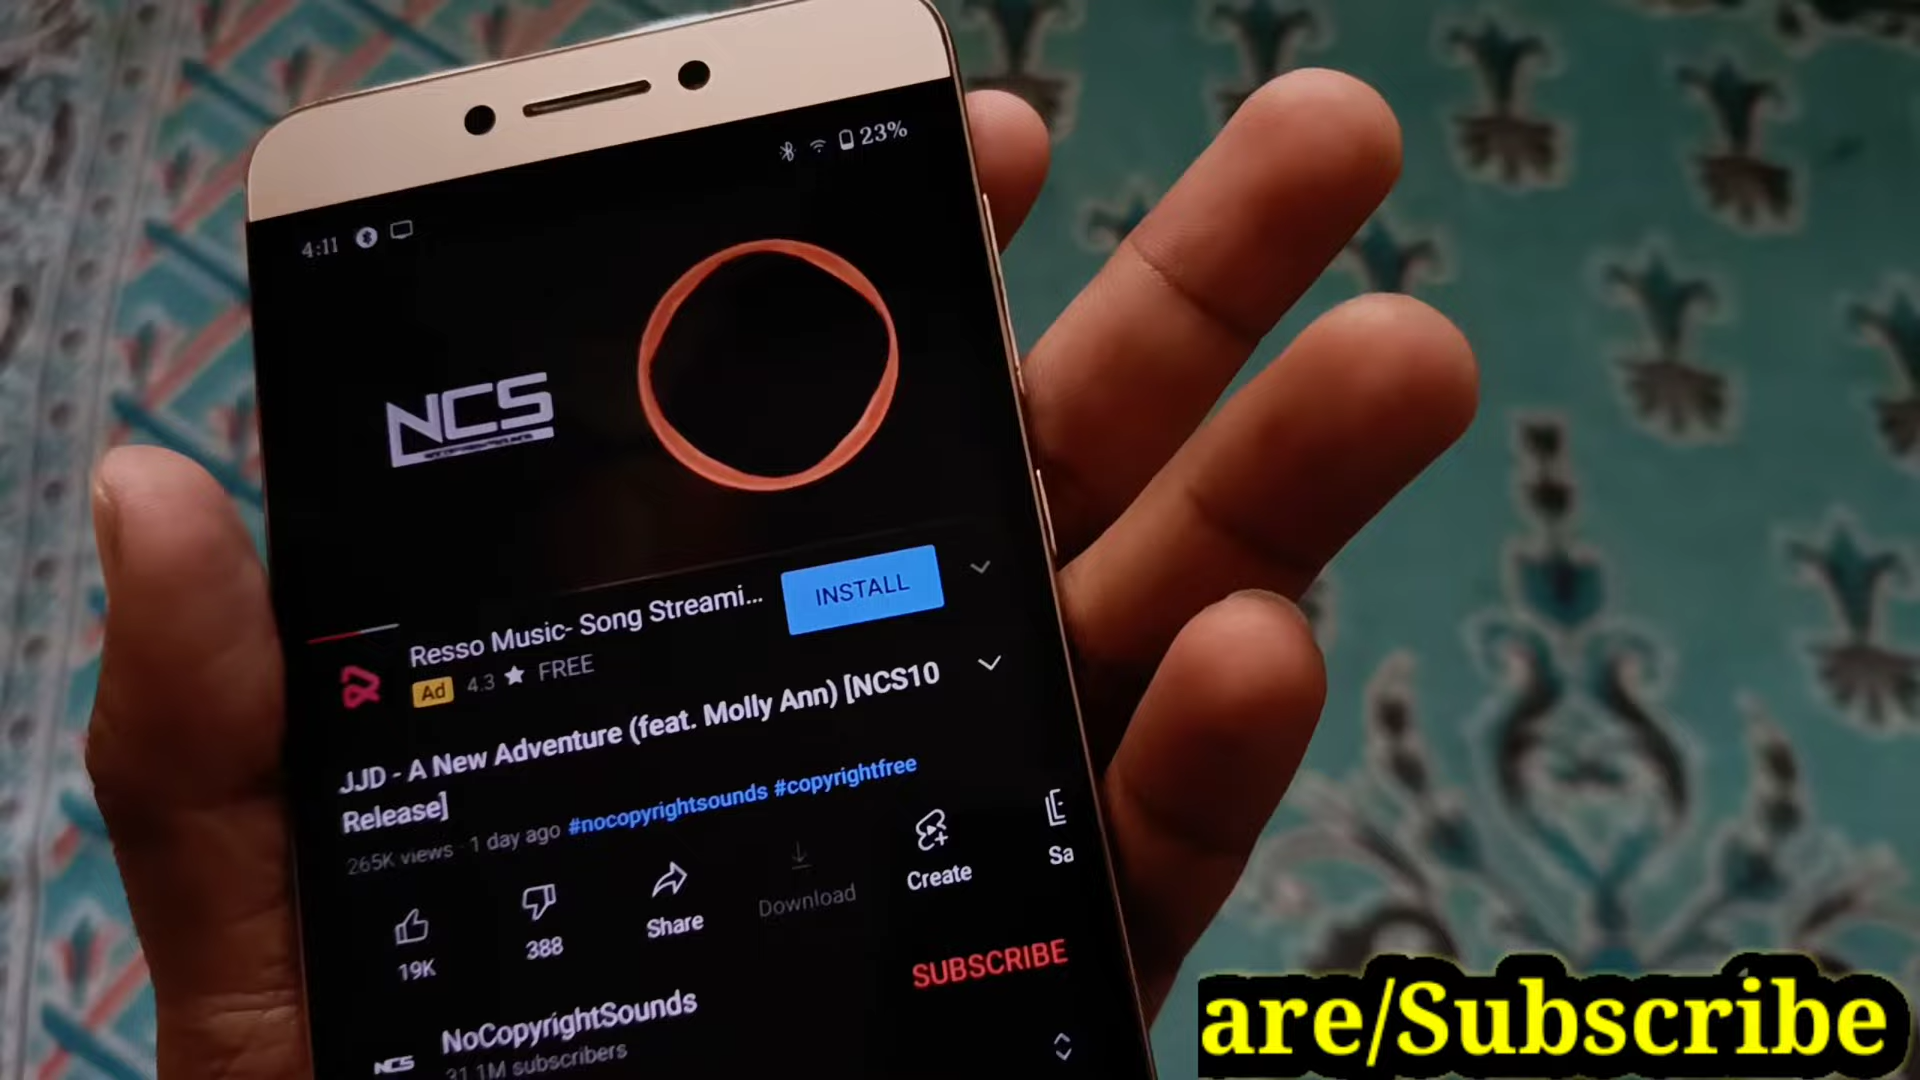 23%
4:11
NCS
Resso Music- Song Streami...
INSTALL
Ad 4.3 ★ FREE
JJD - A New Adventure (feat. Molly Ann) [NCS10
Release]
265K views · 1 day ago #nocopyrightsounds #copyrightfree
19K
388
Share
Download
Create
Sa
SUBSCRIBE
NCS
NoCopyrightSounds
31.1M subscribers
are/Subscribe